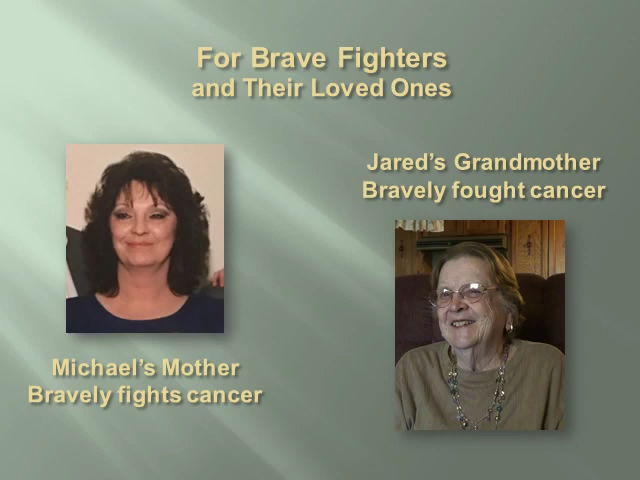 For Brave Fighters
and Their Loved Ones
Jared’s Grandmother
Bravely fought cancer
Michael’s Mother
Bravely fights cancer